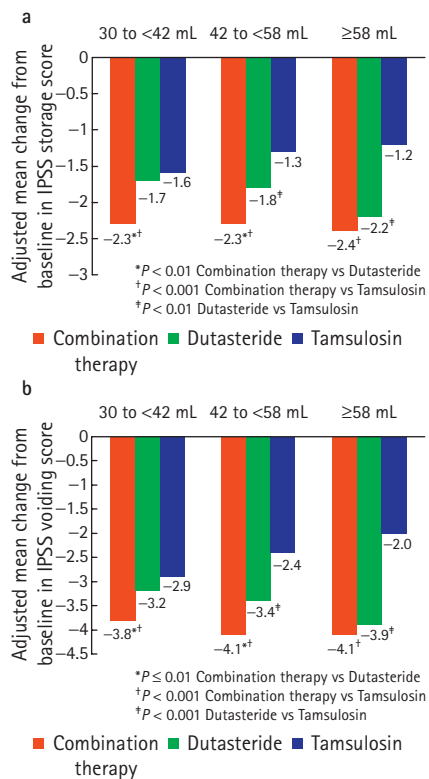 a
30 to <42 mL 42 to <58 mL ≥58 mL
Adjusted mean change from
baseline in IPSS storage score
0
−0.5
−1
−1.5
−2
−2.5
−3
−2.3*†
−1.7
−1.6
−2.3*†
−1.8‡
−1.3
−2.4†
−2.2‡
−1.2
*P < 0.01 Combination therapy vs Dutasteride
†P < 0.001 Combination therapy vs Tamsulosin
‡P < 0.01 Dutasteride vs Tamsulosin
Combination therapy
Dutasteride
Tamsulosin
b
30 to <42 mL 42 to <58 mL ≥58 mL
Adjusted mean change from
baseline in IPSS voiding score
0
−0.5
−1
−1.5
−2
−2.5
−3
−3.5
−4
−4.5
−3.8*†
−3.2
−2.9
−4.1*†
−3.4‡
−2.4
−4.1†
−3.9‡
−2.0
*P ≤ 0.01 Combination therapy vs Dutasteride
†P < 0.001 Combination therapy vs Tamsulosin
‡P < 0.001 Dutasteride vs Tamsulosin
Combination therapy
Dutasteride
Tamsulosin